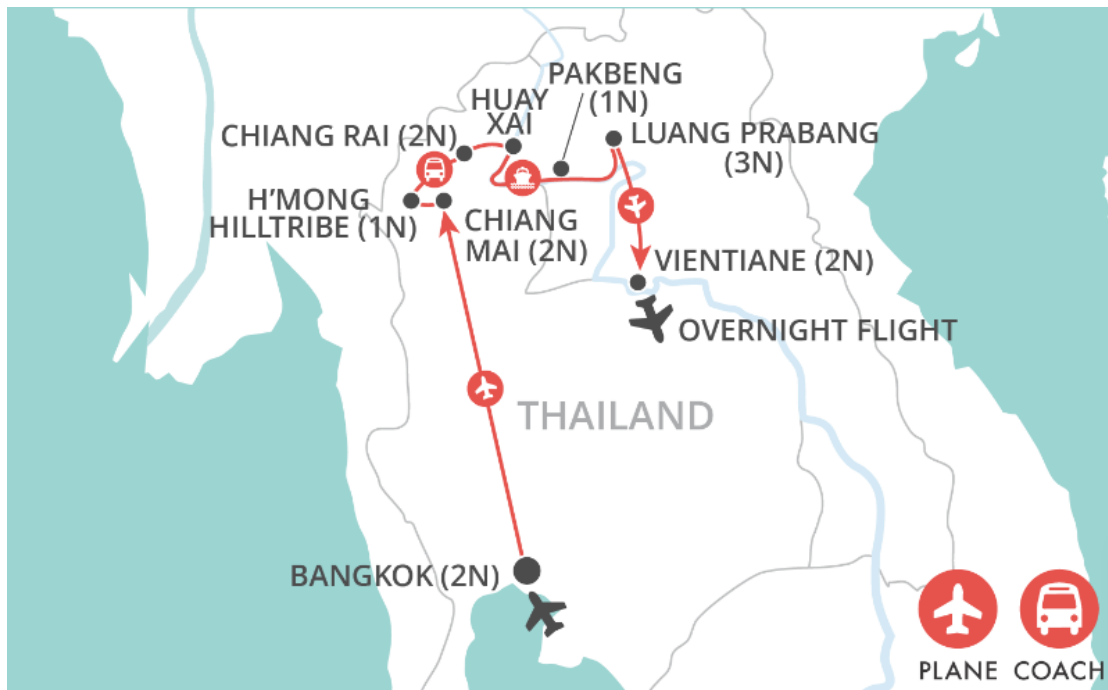 PAKBENG
(1N)
HUAY
XAI
CHIANG RAI (2N)
LUANG PRABANG
(3N)
H'MONG
HILLTRIBE (1N)
CHIANG
MAI (2N)
VIENTIANE (2N)
OVERNIGHT FLIGHT
THAILAND
BANGKOK (2N)
PLANE
COACH